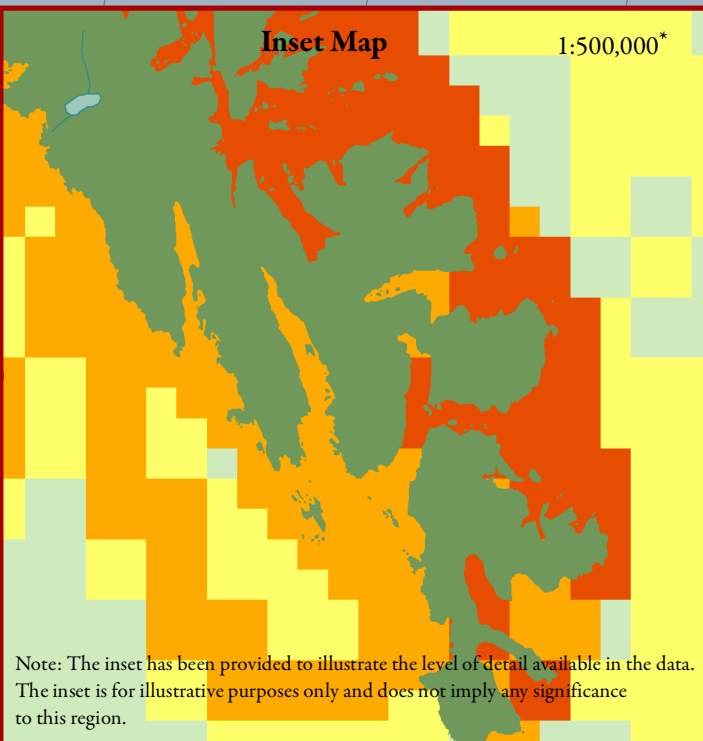 Inset Map
1:500,000*
Note: The inset has been provided to illustrate the level of detail available in the data.
The inset is for illustrative purposes only and does not imply any significance
to this region.